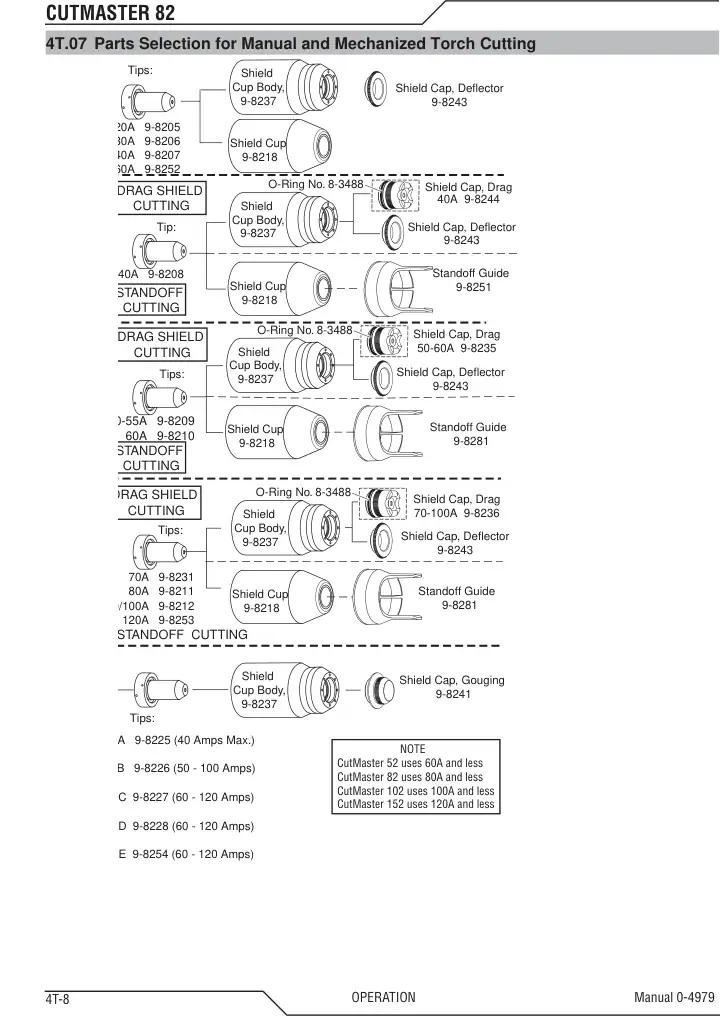 CUTMASTER 82
4T.07 Parts Selection for Manual and Mechanized Torch Cutting
Tips:
20A 9-8205
30A 9-8206
40A 9-8207
60A 9-8252
Shield
Cup Body,
9-8237
Shield Cap, Deflector
9-8243
Shield Cup
9-8218
DRAG SHIELD
CUTTING
Tip:
40A 9-8208
STANDOFF
CUTTING
O-Ring No. 8-3488
Shield
Cup Body,
9-8237
Shield Cap, Drag
40A 9-8244
Shield Cap, Deflector
9-8243
Shield Cup
9-8218
Standoff Guide
9-8251
DRAG SHIELD
CUTTING
Tips:
0-55A 9-8209
60A 9-8210
STANDOFF
CUTTING
O-Ring No. 8-3488
Shield
Cup Body,
9-8237
Shield Cap, Drag
50-60A 9-8235
Shield Cap, Deflector
9-8243
Shield Cup
9-8218
Standoff Guide
9-8281
DRAG SHIELD
CUTTING
Tips:
70A 9-8231
80A 9-8211
/100A 9-8212
120A 9-8253
STANDOFF CUTTING
O-Ring No. 8-3488
Shield
Cup Body,
9-8237
Shield Cap, Drag
70-100A 9-8236
Shield Cap, Deflector
9-8243
Shield Cup
9-8218
Standoff Guide
9-8281
Shield
Cup Body,
9-8237
Shield Cap, Gouging
9-8241
Tips:
A 9-8225 (40 Amps Max.)
B 9-8226 (50 - 100 Amps)
C 9-8227 (60 - 120 Amps)
D 9-8228 (60 - 120 Amps)
E 9-8254 (60 - 120 Amps)
NOTE
CutMaster 52 uses 60A and less
CutMaster 82 uses 80A and less
CutMaster 102 uses 100A and less
CutMaster 152 uses 120A and less
4T-8
OPERATION
Manual 0-4979